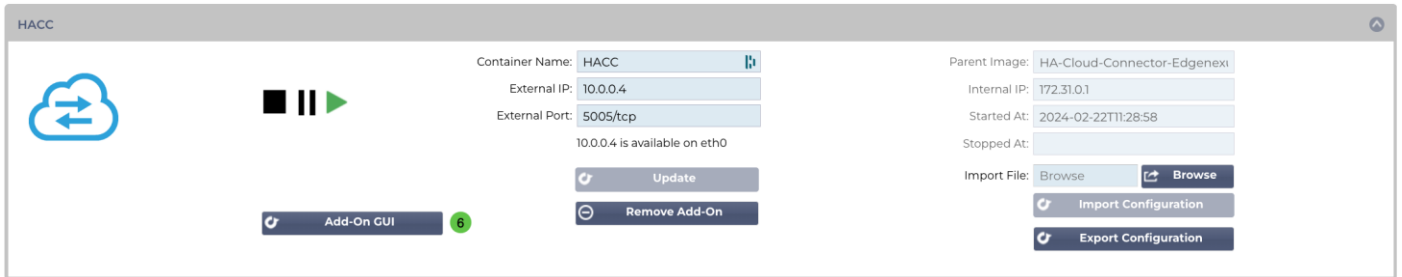 HACC
Container Name: HACC
External IP: 10.0.0.4
External Port: 5005/tcp
10.0.0.4 is available on eth0
Update
Remove Add-On
Add-On GUI 6
Parent Image: HA-Cloud-Connector-Edgenexu
Internal IP: 172.31.0.1
Started At: 2024-02-22T11:28:58
Stopped At:
Import File: Browse Browse
Import Configuration
Export Configuration